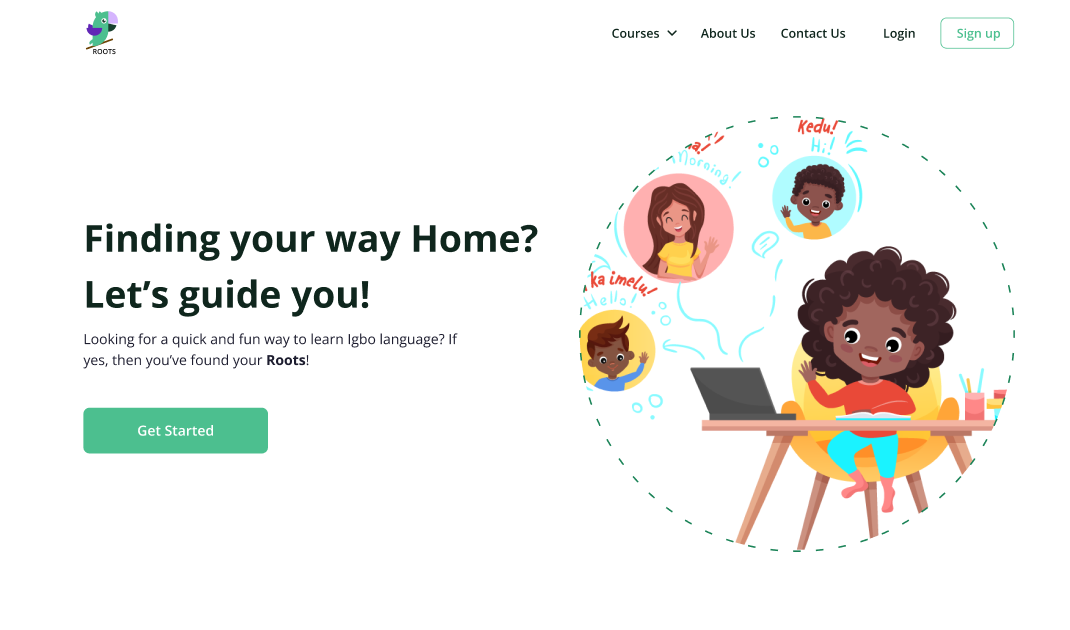 ROOTS
Courses
About Us
Contact Us
Login
Sign up
Kedu!
Hi!
Morning!
ka imelu!
Hello!
Finding your way Home?
Let’s guide you!
Looking for a quick and fun way to learn Igbo language? If
yes, then you’ve found your Roots!
Get Started